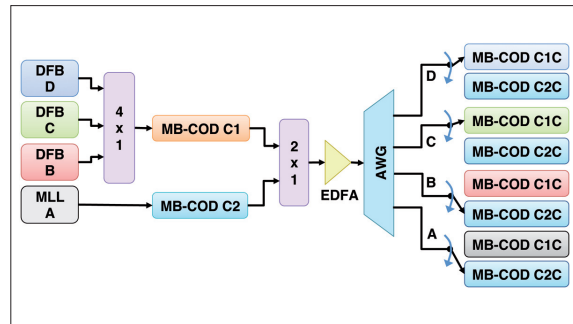 DFB
D
DFB
C
DFB
B
MLL
A
4
x
1
MB-COD C1
MB-COD C2
2
x
1
EDFA
AWG
D
C
B
A
MB-COD C1C
MB-COD C2C
MB-COD C1C
MB-COD C2C
MB-COD C1C
MB-COD C2C
MB-COD C1C
MB-COD C2C